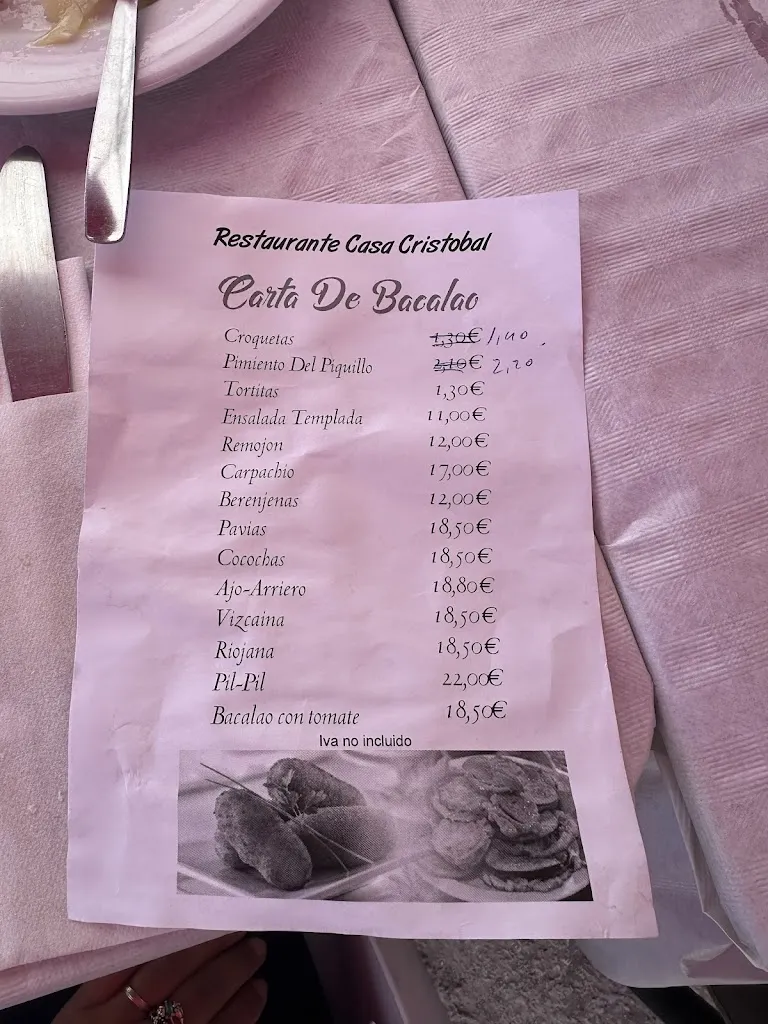 Restaurante Casa Cristobal
Carta De Bacalao
Croquetas 1,30€ 1,40
Pimiento Del Piquillo 2,10€ 2,20
Tortitas 1,30€
Ensalada Templada 11,00€
Remojon 12,00€
Carpachio 17,00€
Berenjenas 12,00€
Pavias 18,50€
Cocochas 18,50€
Ajo-Arriero 18,80€
Vizcaina 18,50€
Riojana 18,50€
Pil-Pil 22,00€
Bacalao con tomate 18,50€
Iva no incluido